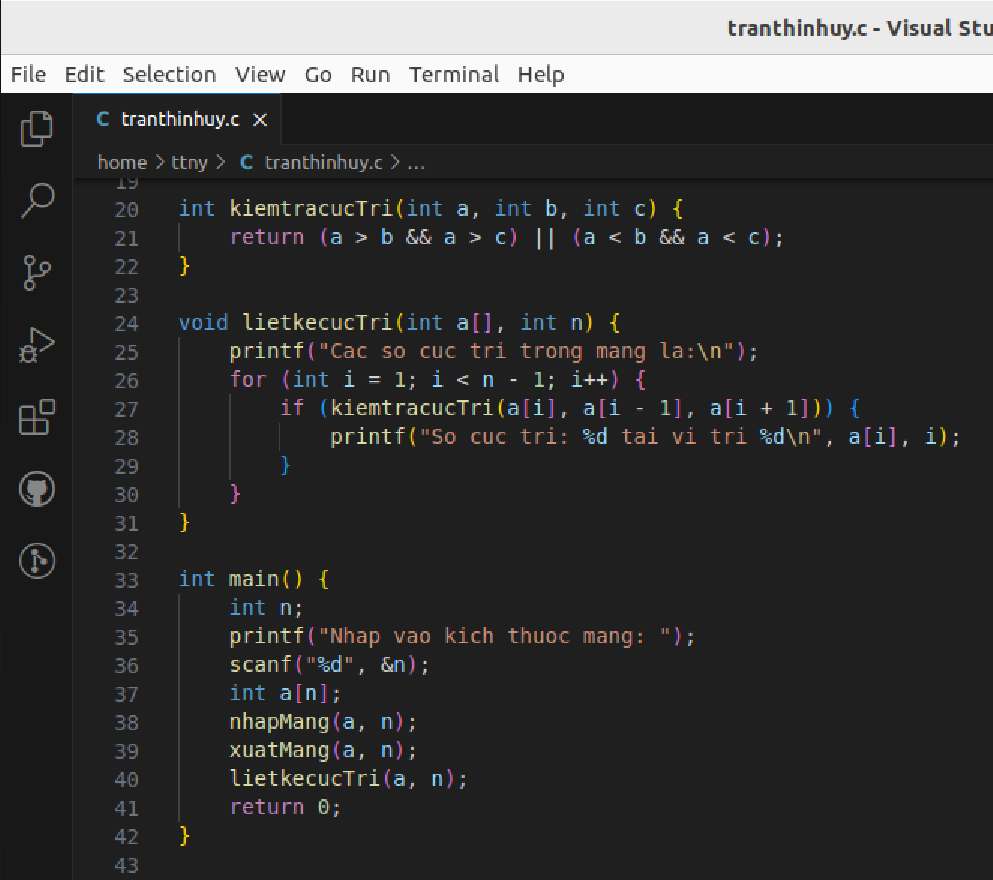 tranthinhuy.c - Visual Stu
File Edit Selection View Go Run Terminal Help
C tranthinhuy.c ×
home > ttny > C tranthinhuy.c > ...
19
20 int kiemtracucTri(int a, int b, int c) {
21     return (a > b && a > c) || (a < b && a < c);
22 }
23
24 void lietkecucTri(int a[], int n) {
25     printf("Cac so cuc tri trong mang la:\n");
26     for (int i = 1; i < n - 1; i++) {
27         if (kiemtracucTri(a[i], a[i - 1], a[i + 1])) {
28             printf("So cuc tri: %d tai vi tri %d\n", a[i], i);
29         }
30     }
31 }
32
33 int main() {
34     int n;
35     printf("Nhap vao kich thuoc mang: ");
36     scanf("%d", &n);
37     int a[n];
38     nhapMang(a, n);
39     xuatMang(a, n);
40     lietkecucTri(a, n);
41     return 0;
42 }
43